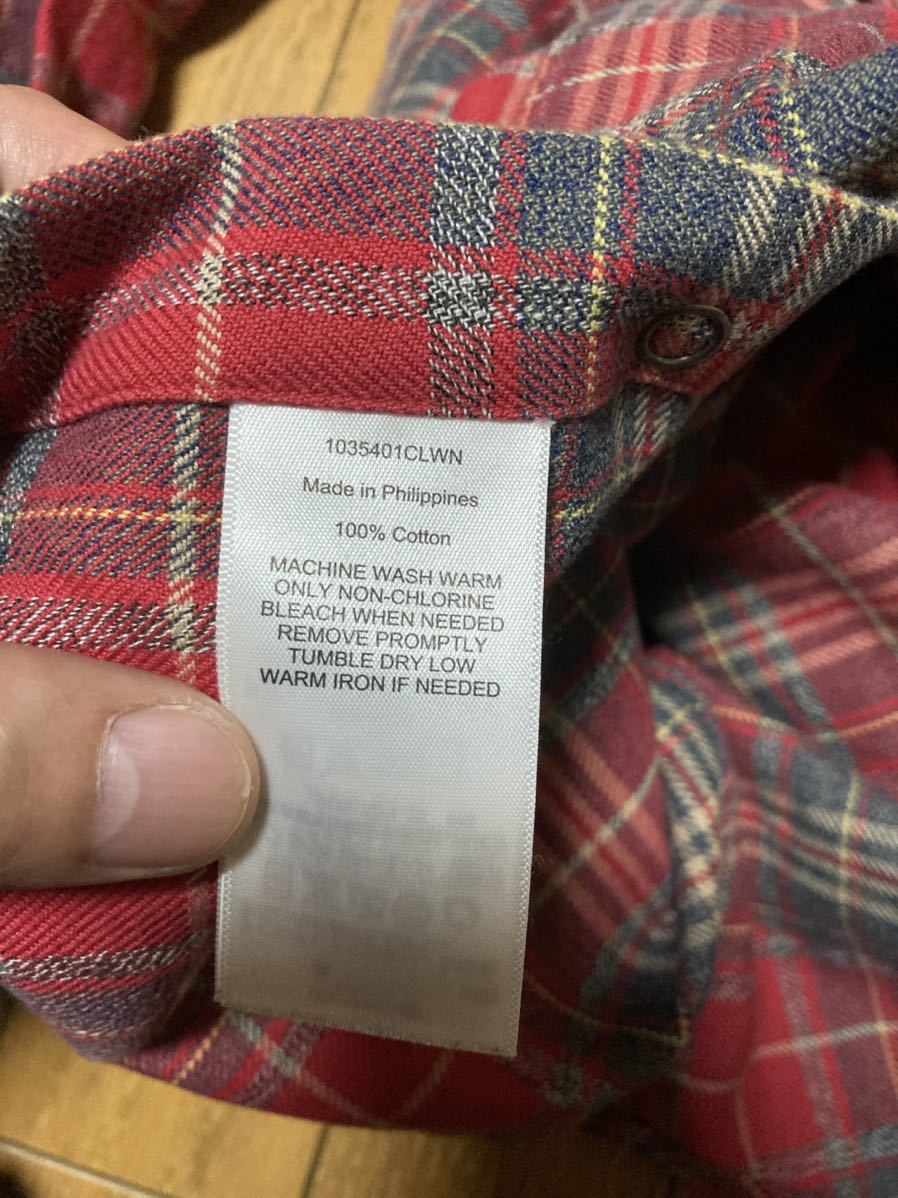 1035401CLWN
Made in Philippines
100% Cotton
MACHINE WASH WARM
ONLY NON-CHLORINE
BLEACH WHEN NEEDED
REMOVE PROMPTLY
TUMBLE DRY LOW
WARM IRON IF NEEDED